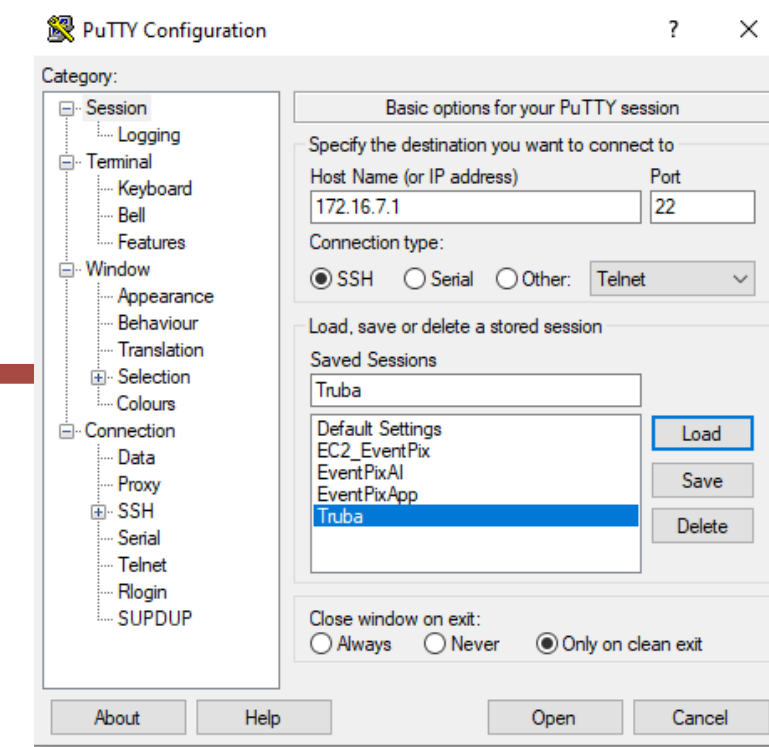 PuTTY Configuration
?
Category:
Session
Logging
Terminal
Keyboard
Bell
Features
Window
Appearance
Behaviour
Translation
Selection
Colours
Connection
Data
Proxy
SSH
Serial
Telnet
Rlogin
SUPDUP
Basic options for your PuTTY session
Specify the destination you want to connect to
Host Name (or IP address) Port
172.16.7.1 22
Connection type:
SSH Serial Other: Telnet
Load, save or delete a stored session
Saved Sessions
Truba
Default Settings
EC2_EventPix
EventPixAI
EventPixApp
Truba
Load
Save
Delete
Close window on exit:
Always Never Only on clean exit
About Help Open Cancel